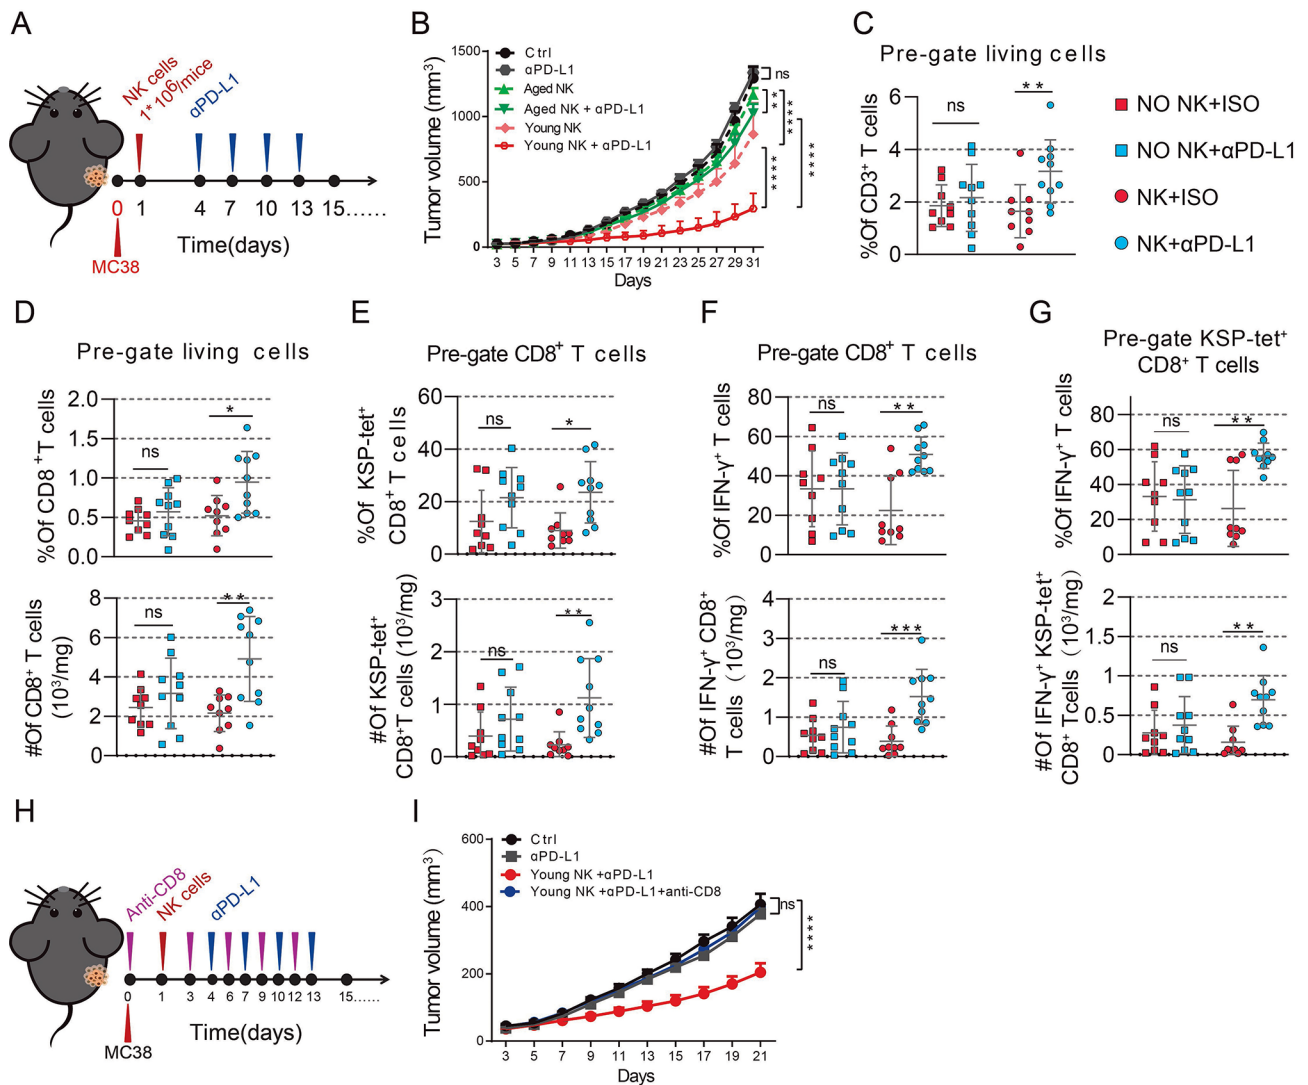 A
NK cells
1*10⁶/mice
αPD-L1
0
1
4
7
10
13
15......
Time(days)
MC38
B
Tumor volume (mm³)
1500
1000
500
0
Ctrl
αPD-L1
Aged NK
Aged NK + αPD-L1
Young NK
Young NK + αPD-L1
ns
**
****
****
****
3 5 7 9 11 13 15 17 19 21 23 25 27 29 31
Days
C
Pre-gate living cells
%Of CD3⁺ T cells
6
4
2
0
ns
**
NO NK+ISO
NO NK+αPD-L1
NK+ISO
NK+αPD-L1
D
Pre-gate living cells
%Of CD8⁺T cells
2.0
1.5
1.0
0.5
0.0
ns
*
#Of CD8⁺ T cells
(10³/mg)
8
6
4
2
0
ns
**
E
Pre-gate CD8⁺ T cells
%Of KSP-tet⁺
CD8⁺ T cells
60
40
20
0
ns
*
#Of KSP-tet⁺
CD8⁺T cells (10³/mg)
3
2
1
0
ns
**
F
Pre-gate CD8⁺ T cells
%Of IFN-γ⁺ T cells
80
60
40
20
0
ns
**
#Of IFN-γ⁺ CD8⁺
T cells (10³/mg)
4
3
2
1
0
ns
***
G
Pre-gate KSP-tet⁺
CD8⁺ T cells
%Of IFN-γ⁺ T cells
80
60
40
20
0
ns
**
#Of IFN-γ⁺ KSP-tet⁺
CD8⁺ Tcells (10³/mg)
2
1.5
1
0.5
0
ns
**
H
Anti-CD8
NK cells
αPD-L1
0 1 3 4 6 7 9 10 12 13 15......
Time(days)
MC38
I
Tumor volume (mm³)
600
400
200
0
Ctrl
αPD-L1
Young NK +αPD-L1
Young NK +αPD-L1+anti-CD8
ns
****
3 5 7 9 11 13 15 17 19 21
Days